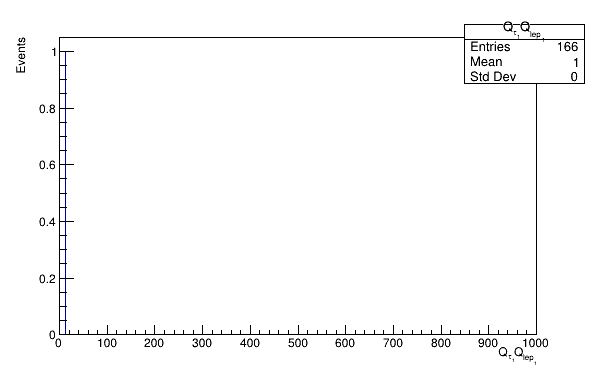 Q_τ₁Q_lep₁
Entries 166
Mean 1
Std Dev 0
Events
1
0.8
0.6
0.4
0.2
0
0 100 200 300 400 500 600 700 800 900 1000
Q_τ₁Q_lep₁